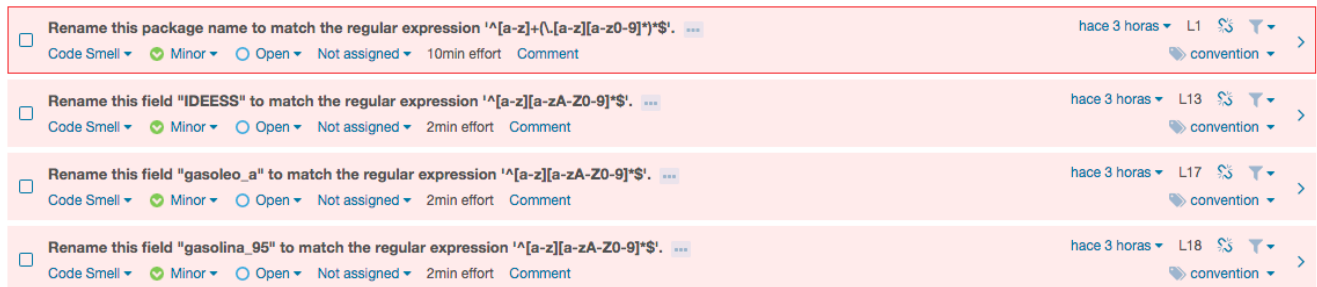 Rename this package name to match the regular expression '^[a-z]+(\.[a-z][a-z0-9]*)*$'. ... hace 3 horas L1
Code Smell Minor Open Not assigned 10min effort Comment convention
Rename this field "IDEESS" to match the regular expression '^[a-z][a-zA-Z0-9]*$'. ... hace 3 horas L13
Code Smell Minor Open Not assigned 2min effort Comment convention
Rename this field "gasoleo_a" to match the regular expression '^[a-z][a-zA-Z0-9]*$'. ... hace 3 horas L17
Code Smell Minor Open Not assigned 2min effort Comment convention
Rename this field "gasolina_95" to match the regular expression '^[a-z][a-zA-Z0-9]*$'. ... hace 3 horas L18
Code Smell Minor Open Not assigned 2min effort Comment convention